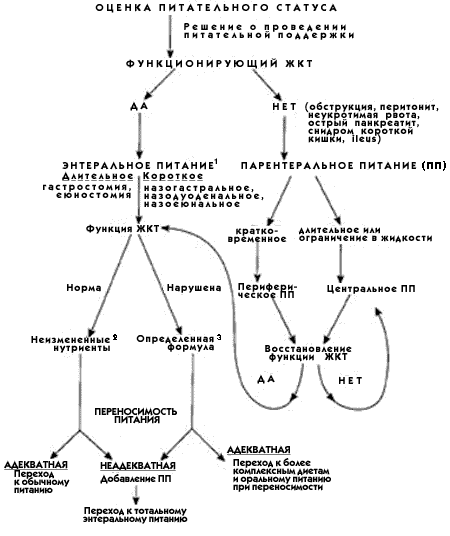 ОЦЕНКА ПИТАТЕЛЬНОГО СТАТУСА
Решение о проведении
питательной поддержки
ФУНКЦИОНИРУЮЩИЙ ЖКТ
ДА
НЕТ (обструкция, перитонит,
неукротимая рвота,
острый панкреатит,
снидром короткой
кишки, ileus)
ЭНТЕРАЛЬНОЕ ПИТАНИЕ¹
Длительное Короткое
гастростомия,
еюностомия
назогастральное,
назодуоденальное,
назоеюнальное
ПАРЕНТЕРАЛЬНОЕ ПИТАНИЕ (ПП)
Функция ЖКТ
кратко-
временное
длительное или
ограничение в жидкости
Норма
Нарушена
Перифери-
ческое ПП
Центральное ПП
Неизмененные ²
нутриенты
Определенная ³
формула
Восстановление
функции ЖКТ
ДА
НЕТ
ПЕРЕНОСИМОСТЬ
ПИТАНИЯ
АДЕКВАТНАЯ
Переход
к обычному
питанию
НЕАДЕКВАТНАЯ
Добавление ПП
АДЕКВАТНАЯ
Переход к более
комплексным диетам
и оральному питанию
при переносимости
Переход к тотальному
энтеральному питанию